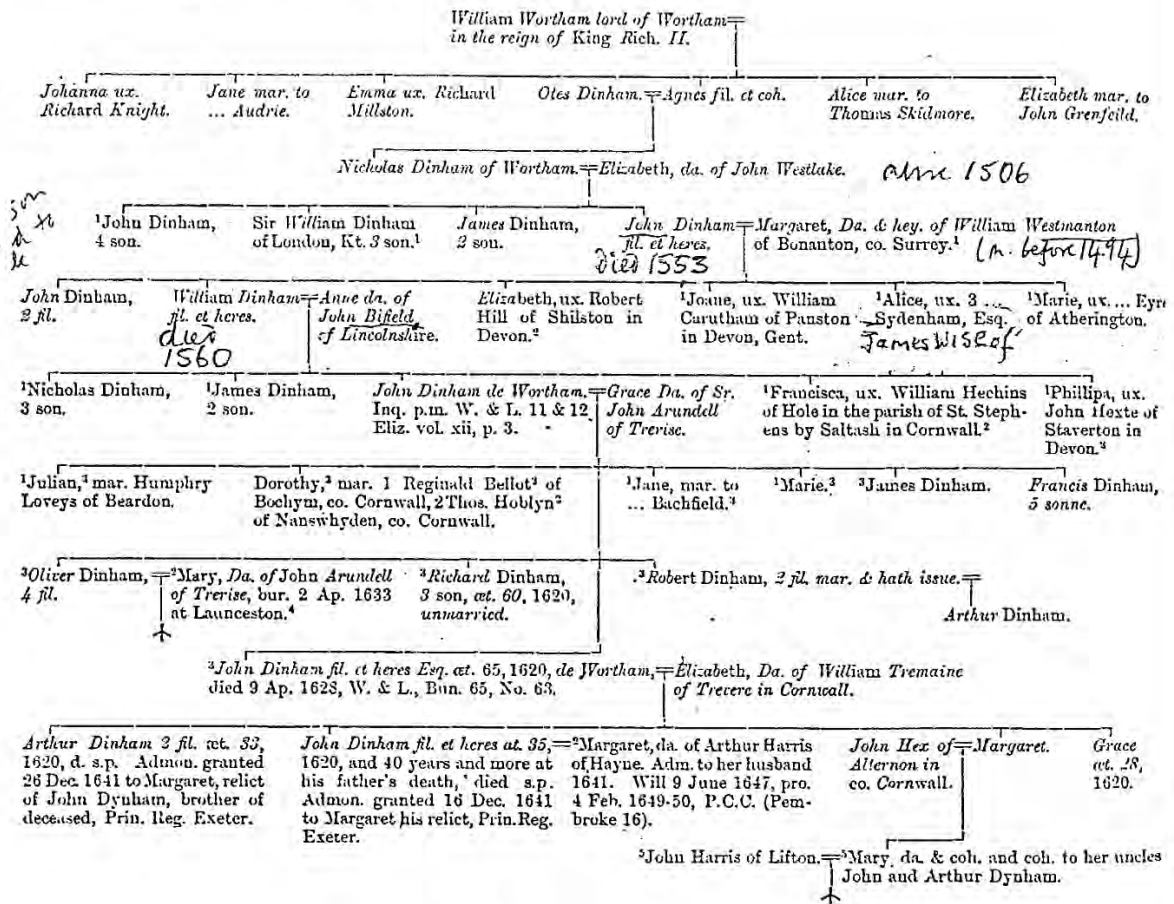 William Wortham lord of Wortham
in the reign of King Rich. II.
Johanna ux.
Richard Knight.
Jane mar. to
... Audrie.
Emma ux. Richard
Millston.
Otes Dinham.
Agnes fil. et coh.
Alice mar. to
Thomas Skidmore.
Elizabeth mar. to
John Grenfeild.
Nicholas Dinham of Wortham.
Elizabeth, da. of John Westlake.
alive 1506
¹John Dinham,
4 son.
Sir William Dinham
of London, Kt. 3 son.¹
James Dinham,
2 son.
John Dinham
fil. et heres.
died 1553
Margaret, Da. & hey. of William Westmanton
of Bonanton, co. Surrey.¹
(m. before 1494)
John Dinham,
2 fil.
William Dinham
fil. et heres.
died
1560
Anne da. of
John Bifield
of Lincolnshire.
Elizabeth, ux. Robert
Hill of Shilston in
Devon.²
¹Joane, ux. William
Carutham of Panston
in Devon, Gent.
¹Alice, ux. 3 ...
Sydenham, Esq.
James Wise of
¹Marie, ux. ... Eyre
of Atherington.
¹Nicholas Dinham,
3 son.
¹James Dinham,
2 son.
John Dinham de Wortham.
Inq. p.m. W. & L. 11 & 12
Eliz. vol. xii, p. 3.
Grace Da. of Sr.
John Arundell
of Trerise.
¹Francisca, ux. William Hechins
of Hole in the parish of St. Steph-
ens by Saltash in Cornwall.²
¹Phillipa, ux.
John Hexte of
Staverton in
Devon.³
¹Julian,³ mar. Humphry
Loveys of Beardon.
Dorothy,³ mar. 1 Reginald Bellot³ of
Bochym, co. Cornwall, 2 Thos. Hoblyn²
of Nanswhyden, co. Cornwall.
³Jane, mar. to
... Bachfield.³
¹Marie.³
³James Dinham.
Francis Dinham,
5 sonne.
³Oliver Dinham,
4 fil.
²Mary, Da. of John Arundell
of Trerise, bur. 2 Ap. 1633
at Launceston.⁴
³Richard Dinham,
3 son, æt. 60, 1620,
unmarried.
³Robert Dinham, 2 fil. mar. & hath issue.
Arthur Dinham.
³John Dinham fil. et heres Esq. æt. 65, 1620, de Wortham,
died 9 Ap. 1628, W. & L., Bun. 65, No. 63.
Elizabeth, Da. of William Tremaine
of Trecere in Cornwall.
Arthur Dinham 2 fil. æt. 33,
1620, d. s.p. Admon. granted
26 Dec. 1641 to Margaret, relict
of John Dynham, brother of
deceased, Prin. Reg. Exeter.
John Dinham fil. et heres æt. 35,
1620, and 40 years and more at
his father's death, died s.p.
Admon. granted 16 Dec. 1641
to Margaret his relict, Prin. Reg.
Exeter.
²Margaret, da. of Arthur Harris
of Hayne. Adm. to her husband
1641. Will 9 June 1647, pro.
4 Feb. 1649-50, P.C.C. (Pem-
broke 16).
John Hex of
Alternon in
co. Cornwall.
Margaret.
Grace
æt. 28,
1620.
⁵John Harris of Lifton.
⁵Mary, da. & coh. and coh. to her uncles
John and Arthur Dynham.